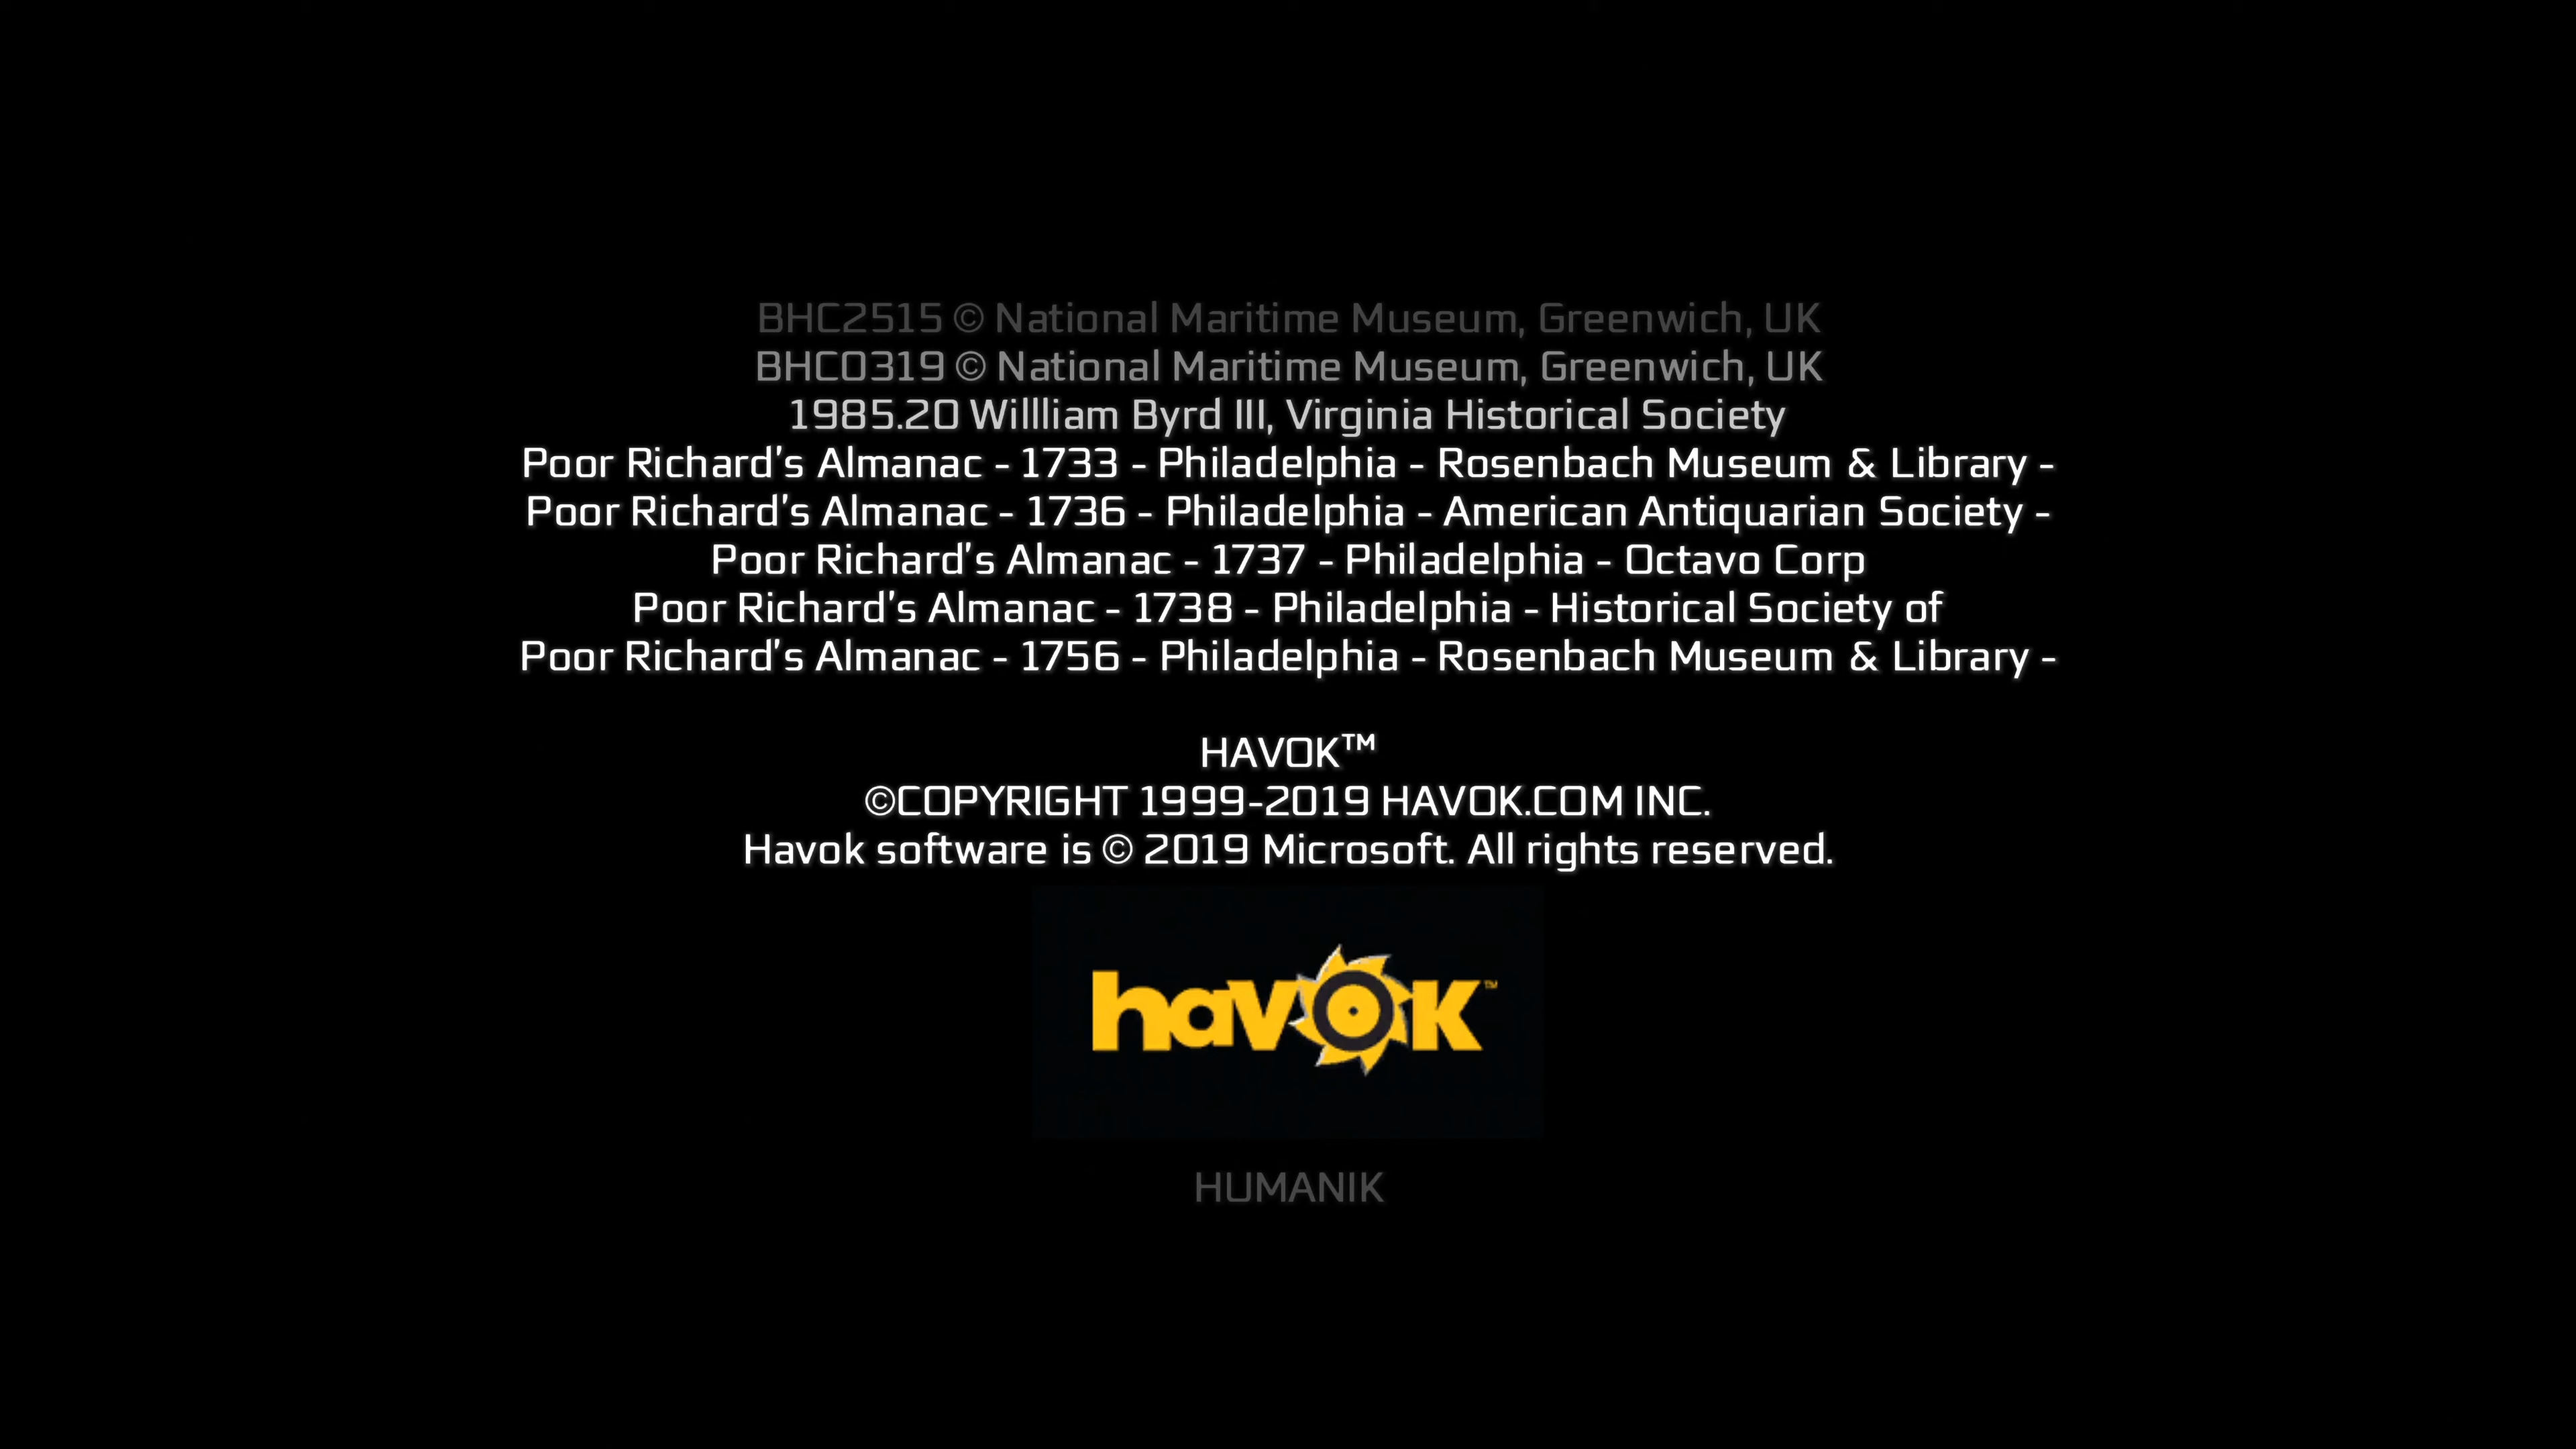 BHC2515 © National Maritime Museum, Greenwich, UK
BHC0319 © National Maritime Museum, Greenwich, UK
1985.20 Willliam Byrd III, Virginia Historical Society
Poor Richard's Almanac - 1733 - Philadelphia - Rosenbach Museum & Library -
Poor Richard's Almanac - 1736 - Philadelphia - American Antiquarian Society -
Poor Richard's Almanac - 1737 - Philadelphia - Octavo Corp
Poor Richard's Almanac - 1738 - Philadelphia - Historical Society of
Poor Richard's Almanac - 1756 - Philadelphia - Rosenbach Museum & Library -
HAVOK™
©COPYRIGHT 1999-2019 HAVOK.COM INC.
Havok software is © 2019 Microsoft. All rights reserved.
havok™
HUMANIK